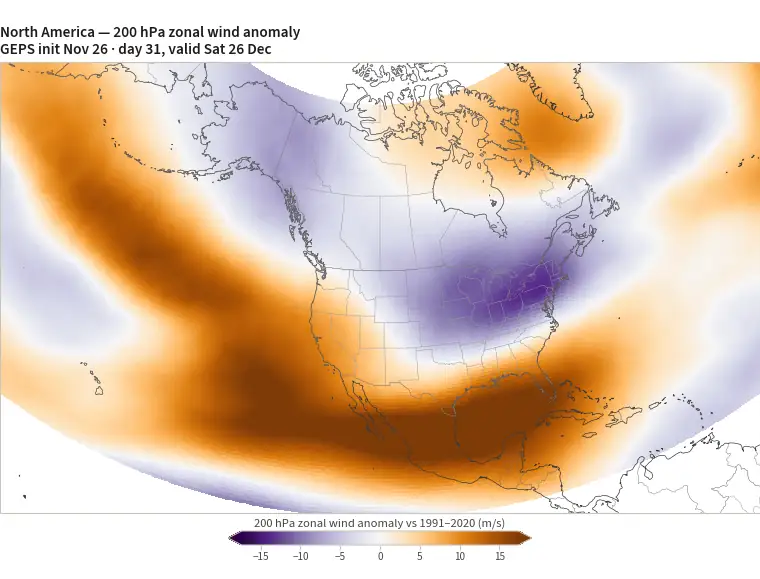 North America — 200 hPa zonal wind anomaly
GEPS init Nov 26 · day 31, valid Sat 26 Dec
200 hPa zonal wind anomaly vs 1991–2020 (m/s)
−15 −10 −5 0 5 10 15